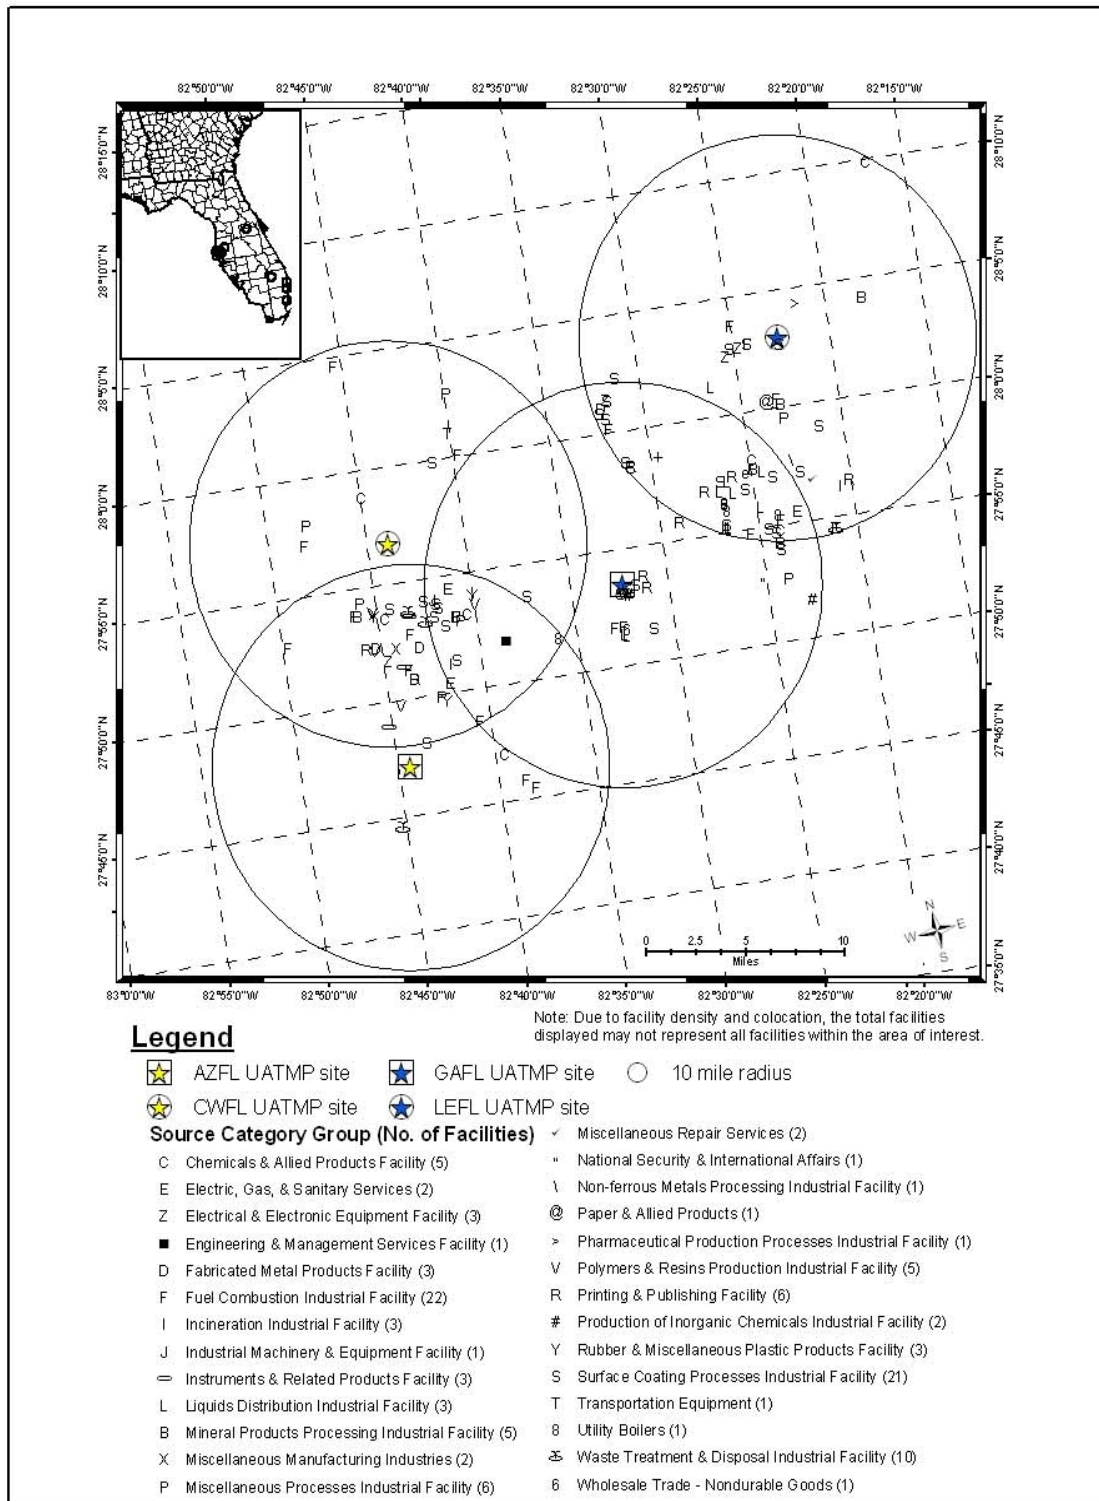 82°50'0"W 82°45'0"W 82°40'0"W 82°35'0"W 82°30'0"W 82°25'0"W 82°20'0"W 82°15'0"W
28°15'0"N
28°10'0"N
28°5'0"N
28°0'0"N
27°55'0"N
27°50'0"N
27°45'0"N
28°10'0"N
28°5'0"N
28°0'0"N
27°55'0"N
27°50'0"N
27°45'0"N
27°40'0"N
27°35'0"N
N
W E
S
0 2.5 5 10
Miles
83°0'0"W 82°55'0"W 82°50'0"W 82°45'0"W 82°40'0"W 82°35'0"W 82°30'0"W 82°25'0"W 82°20'0"W
Note: Due to facility density and colocation, the total facilities
displayed may not represent all facilities within the area of interest.
Legend
AZFL UATMP site GAFL UATMP site 10 mile radius
CWFL UATMP site LEFL UATMP site
Source Category Group (No. of Facilities)
C Chemicals & Allied Products Facility (5)
E Electric, Gas, & Sanitary Services (2)
Z Electrical & Electronic Equipment Facility (3)
Engineering & Management Services Facility (1)
D Fabricated Metal Products Facility (3)
F Fuel Combustion Industrial Facility (22)
I Incineration Industrial Facility (3)
J Industrial Machinery & Equipment Facility (1)
Instruments & Related Products Facility (3)
L Liquids Distribution Industrial Facility (3)
B Mineral Products Processing Industrial Facility (5)
X Miscellaneous Manufacturing Industries (2)
P Miscellaneous Processes Industrial Facility (6)
Miscellaneous Repair Services (2)
" National Security & International Affairs (1)
\ Non-ferrous Metals Processing Industrial Facility (1)
@ Paper & Allied Products (1)
> Pharmaceutical Production Processes Industrial Facility (1)
V Polymers & Resins Production Industrial Facility (5)
R Printing & Publishing Facility (6)
# Production of Inorganic Chemicals Industrial Facility (2)
Y Rubber & Miscellaneous Plastic Products Facility (3)
S Surface Coating Processes Industrial Facility (21)
T Transportation Equipment (1)
8 Utility Boilers (1)
Waste Treatment & Disposal Industrial Facility (10)
6 Wholesale Trade - Nondurable Goods (1)